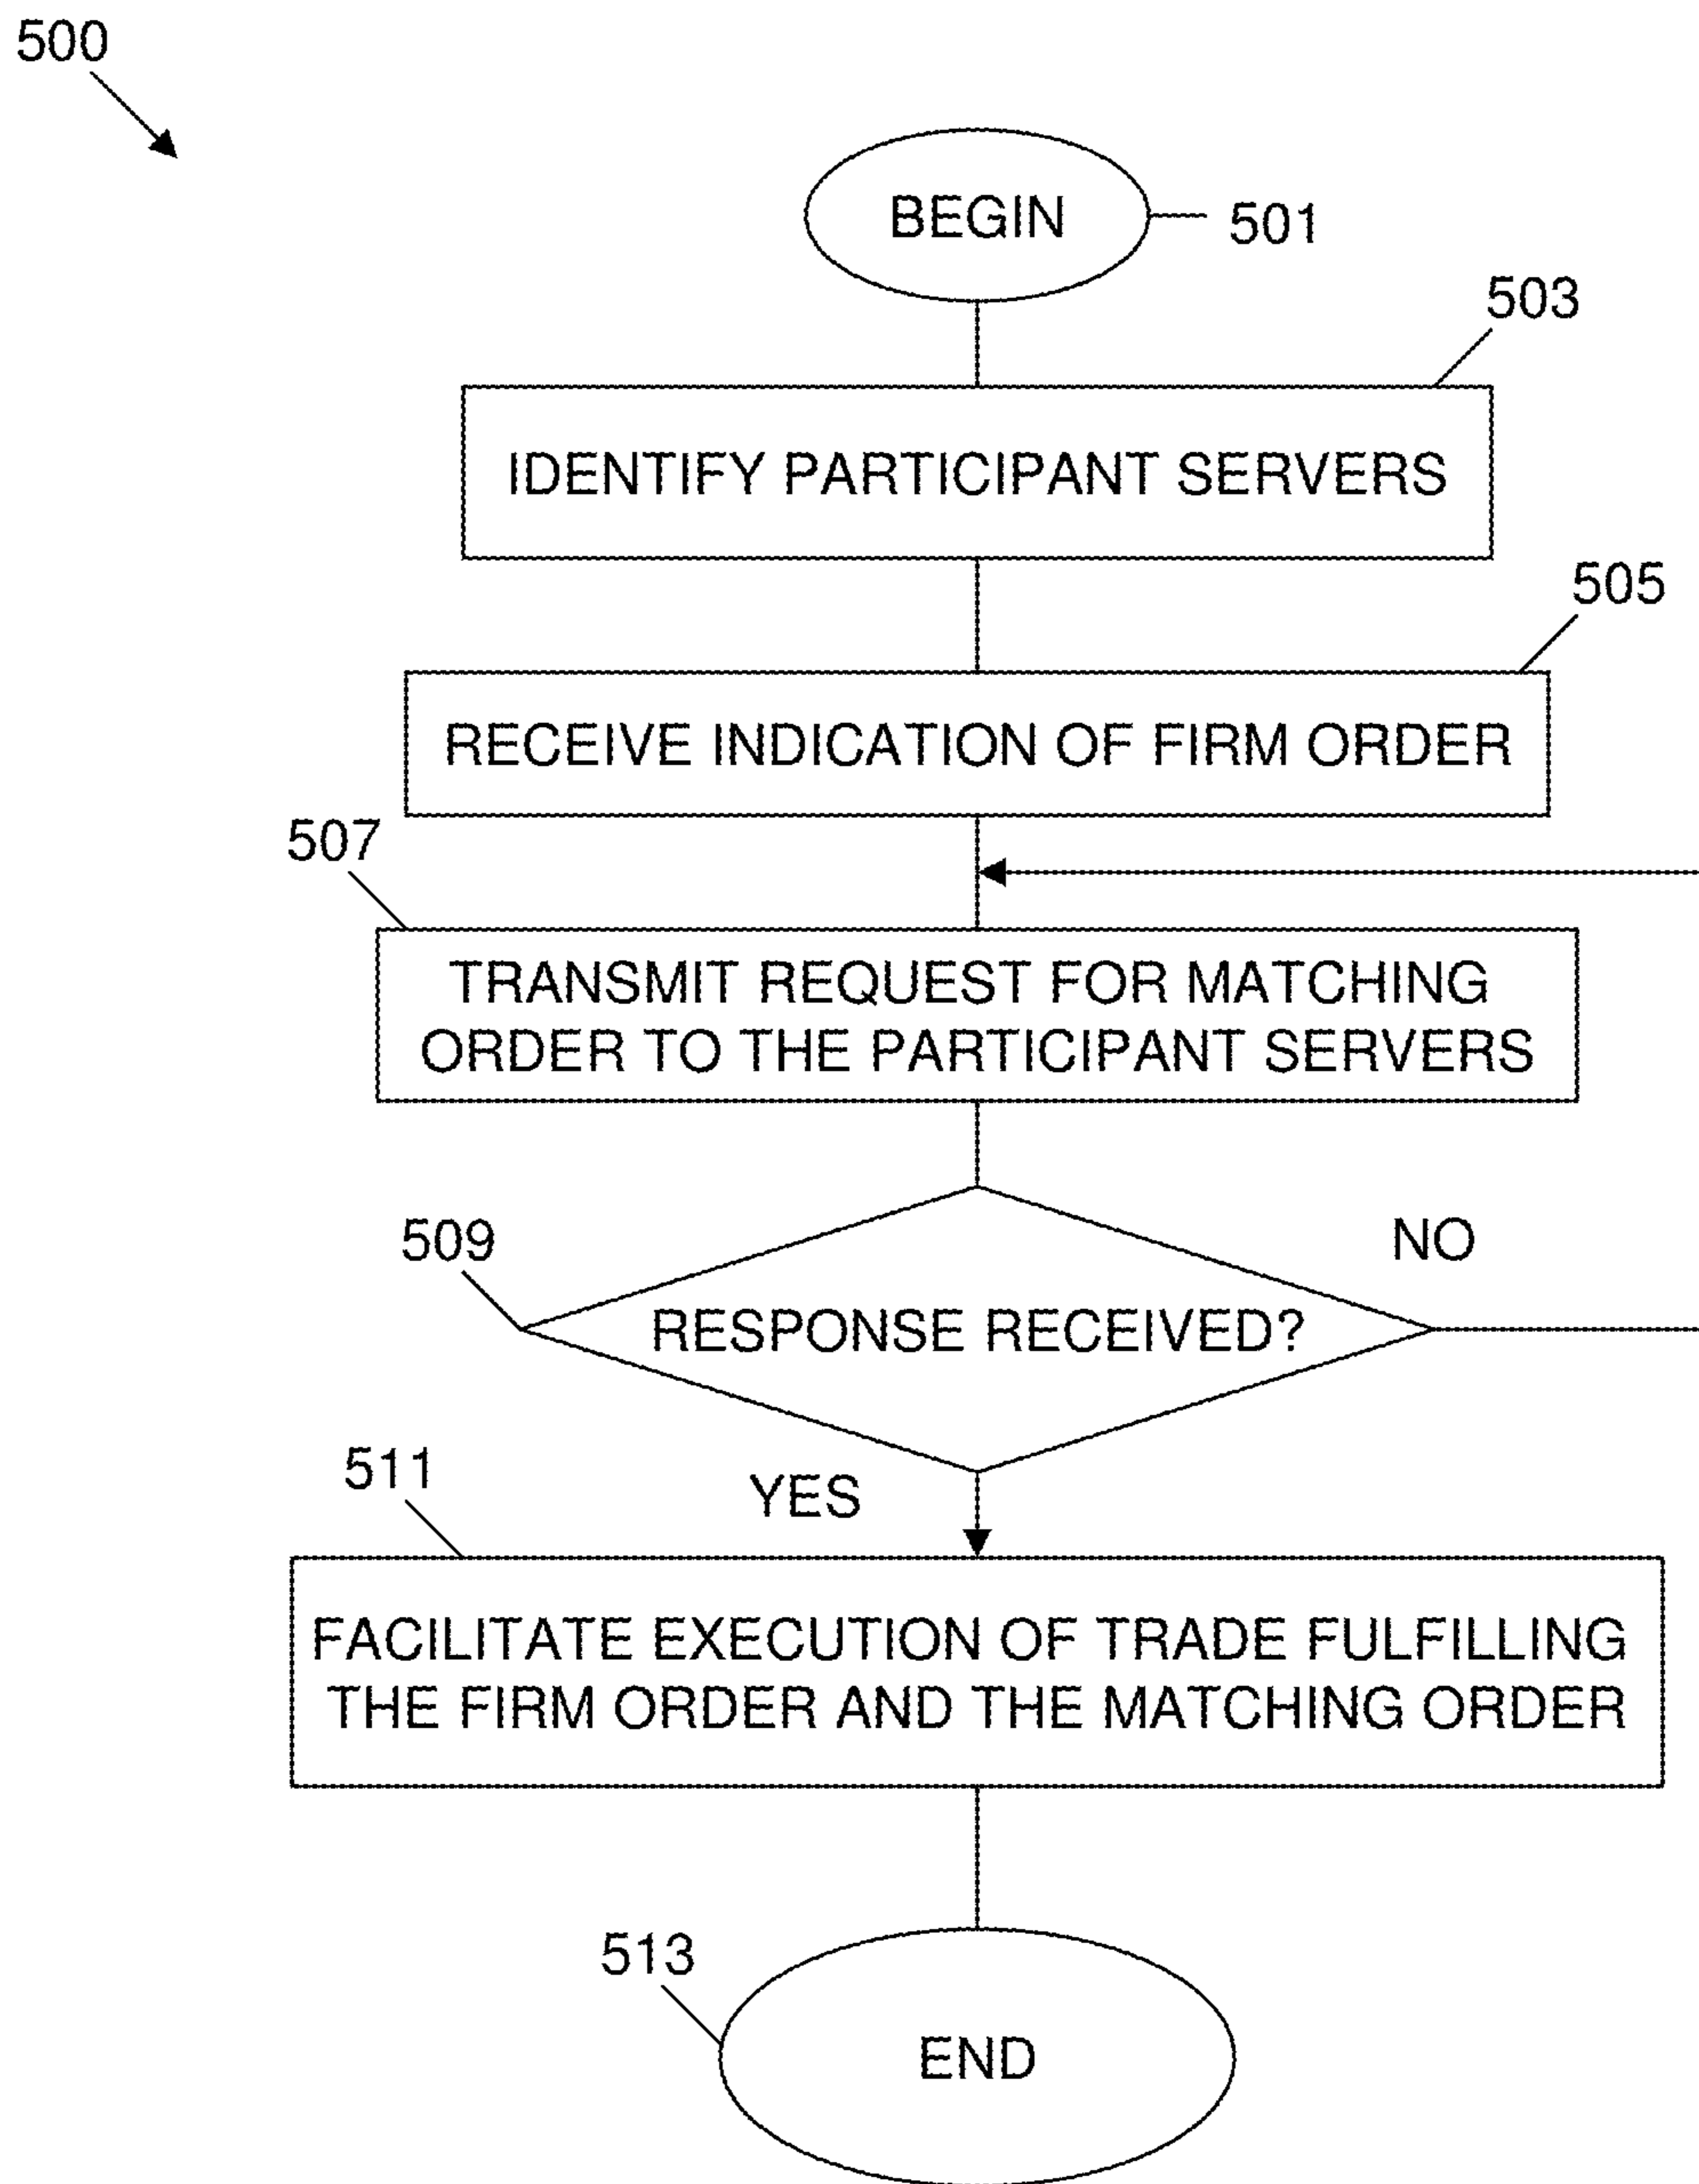 500
BEGIN
501
503
IDENTIFY PARTICIPANT SERVERS
505
RECEIVE INDICATION OF FIRM ORDER
507
TRANSMIT REQUEST FOR MATCHING
ORDER TO THE PARTICIPANT SERVERS
509
NO
RESPONSE RECEIVED?
511
YES
FACILITATE EXECUTION OF TRADE FULFILLING
THE FIRM ORDER AND THE MATCHING ORDER
513
END